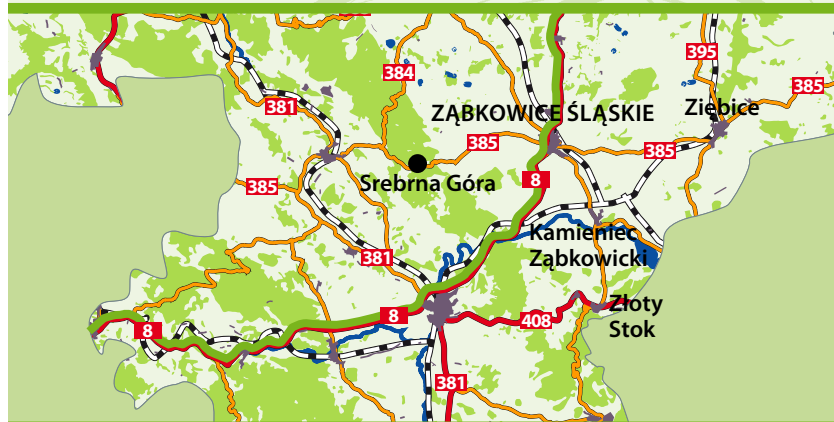 395
384
385
381
ZĄBKOWICE ŚLĄSKIE
Ziębice
385
385
Srebrna Góra
385
8
Kamieniec
Ząbkowicki
381
Złoty
Stok
8
8
408
381